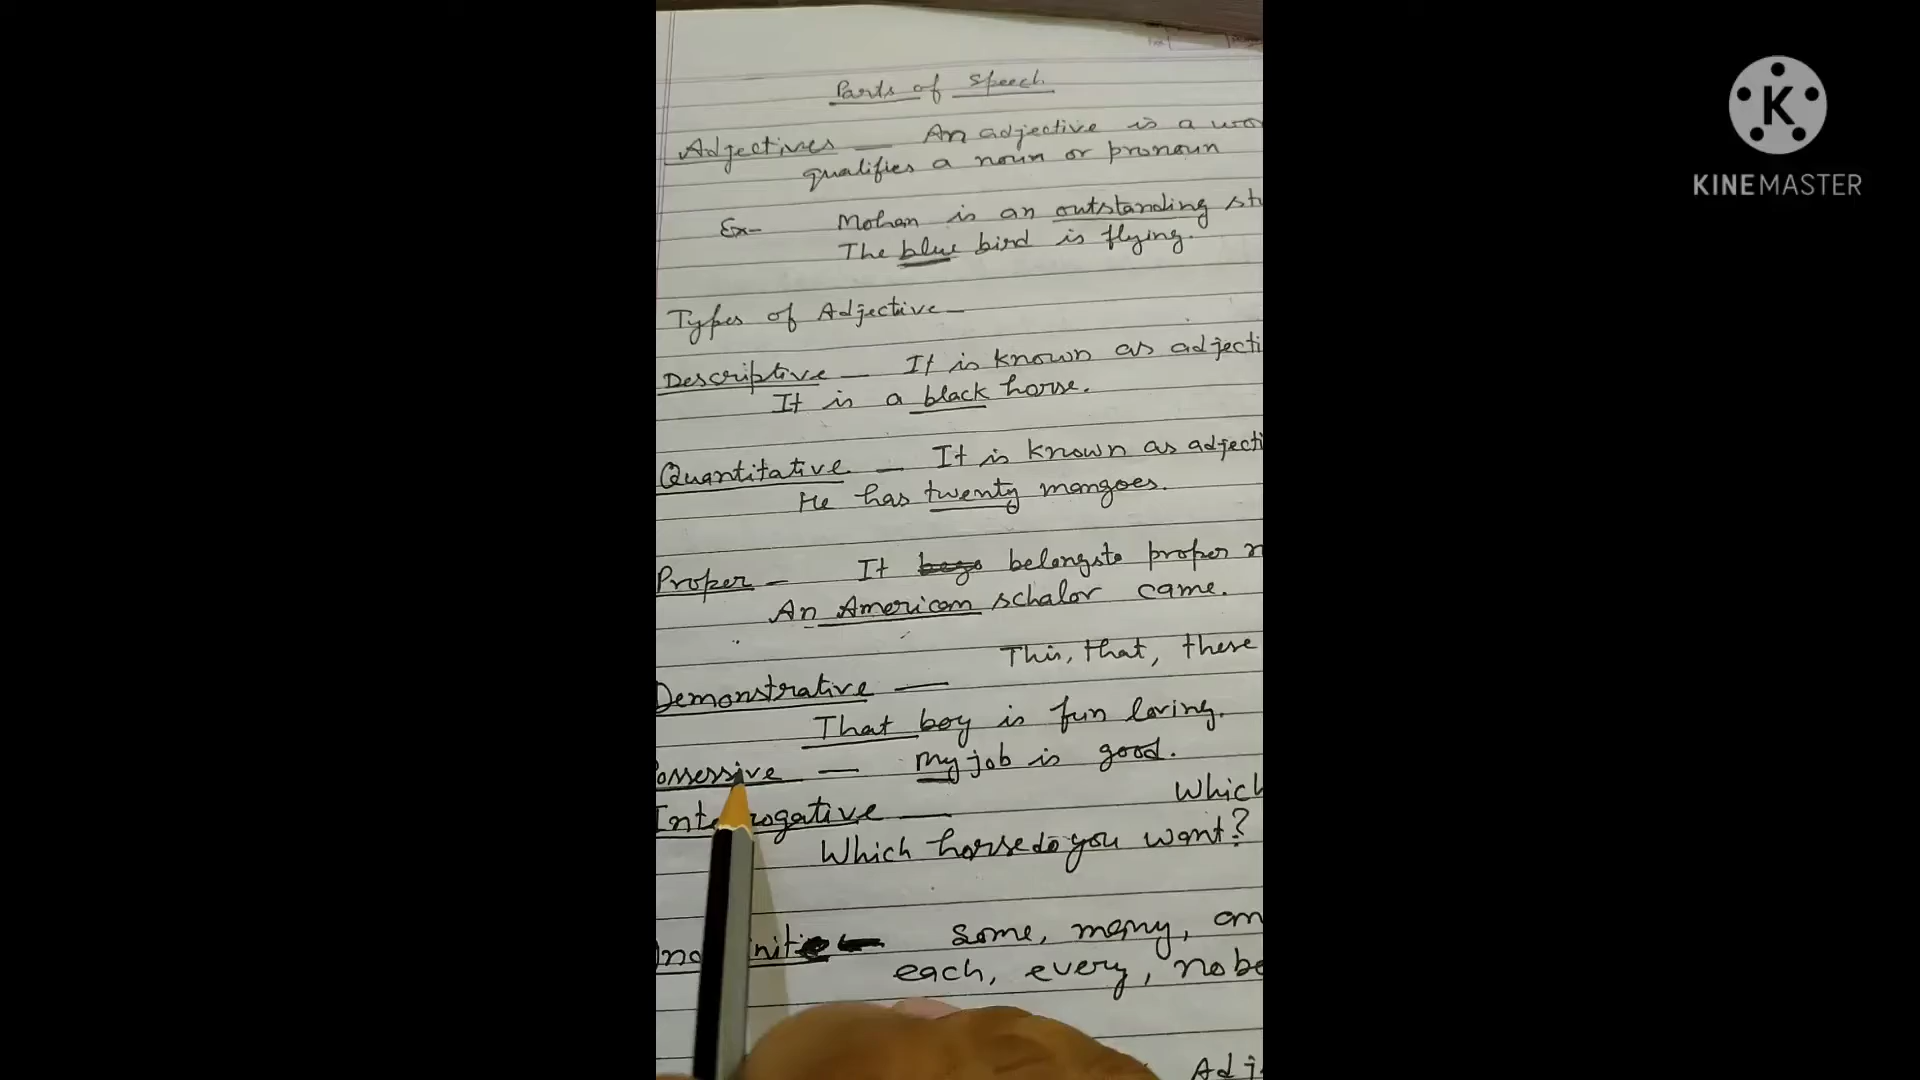 Parts of Speech
Adjectives — An adjective is a
qualifies a noun or pronoun
Ex- Mohan is an outstanding
The blue bird is flying.
Types of Adjective-
Descriptive — It is known as
It is a black horse.
Quantitative — It is known as
He has twenty mangoes.
Proper - It belongsto proper
An American schalor came.
This, that, these
Demonstrative —
That boy is fun loving.
Possessive — My job is good.
Which
Interrogative —
Which horse do you want?
some, many,
each, every,
K
KINEMASTER